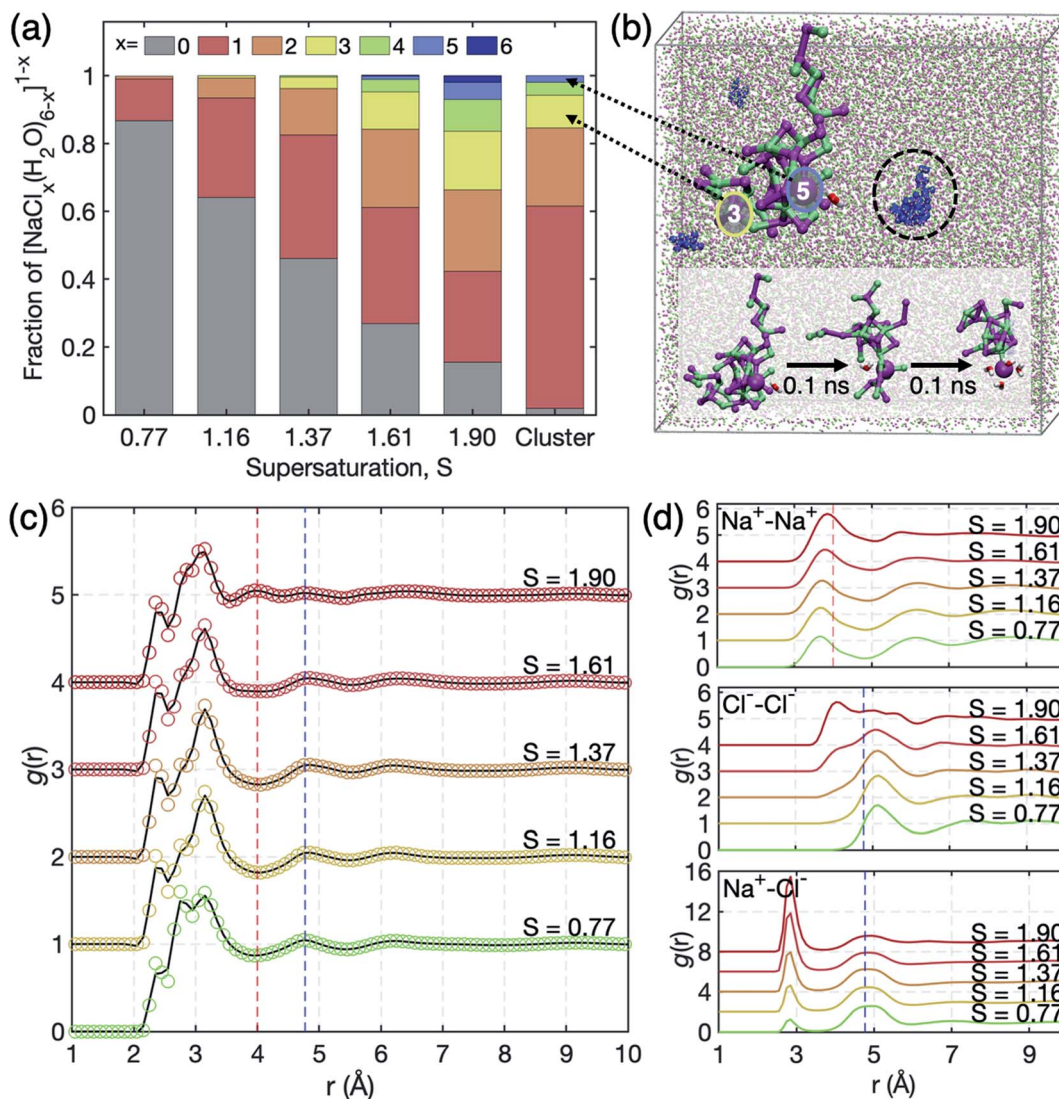 (a)
x= 0 1 2 3 4 5 6
Fraction of [NaClₓ(H₂O)₆₋ₓ]¹⁻ˣ
1
0.8
0.6
0.4
0.2
0
0.77 1.16 1.37 1.61 1.90 Cluster
Supersaturation, S
(b)
5
3
0.1 ns 0.1 ns
(c)
g(r)
6
5
4
3
2
1
0
S = 1.90
S = 1.61
S = 1.37
S = 1.16
S = 0.77
1 2 3 4 5 6 7 8 9 10
r (Å)
(d)
Na⁺-Na⁺
g(r)
6
5
4
3
2
1
0
S = 1.90
S = 1.61
S = 1.37
S = 1.16
S = 0.77
Cl⁻-Cl⁻
g(r)
6
5
4
3
2
1
0
S = 1.90
S = 1.61
S = 1.37
S = 1.16
S = 0.77
Na⁺-Cl⁻
g(r)
16
12
8
4
0
S = 1.90
S = 1.61
S = 1.37
S = 1.16
S = 0.77
1 3 5 7 9
r (Å)